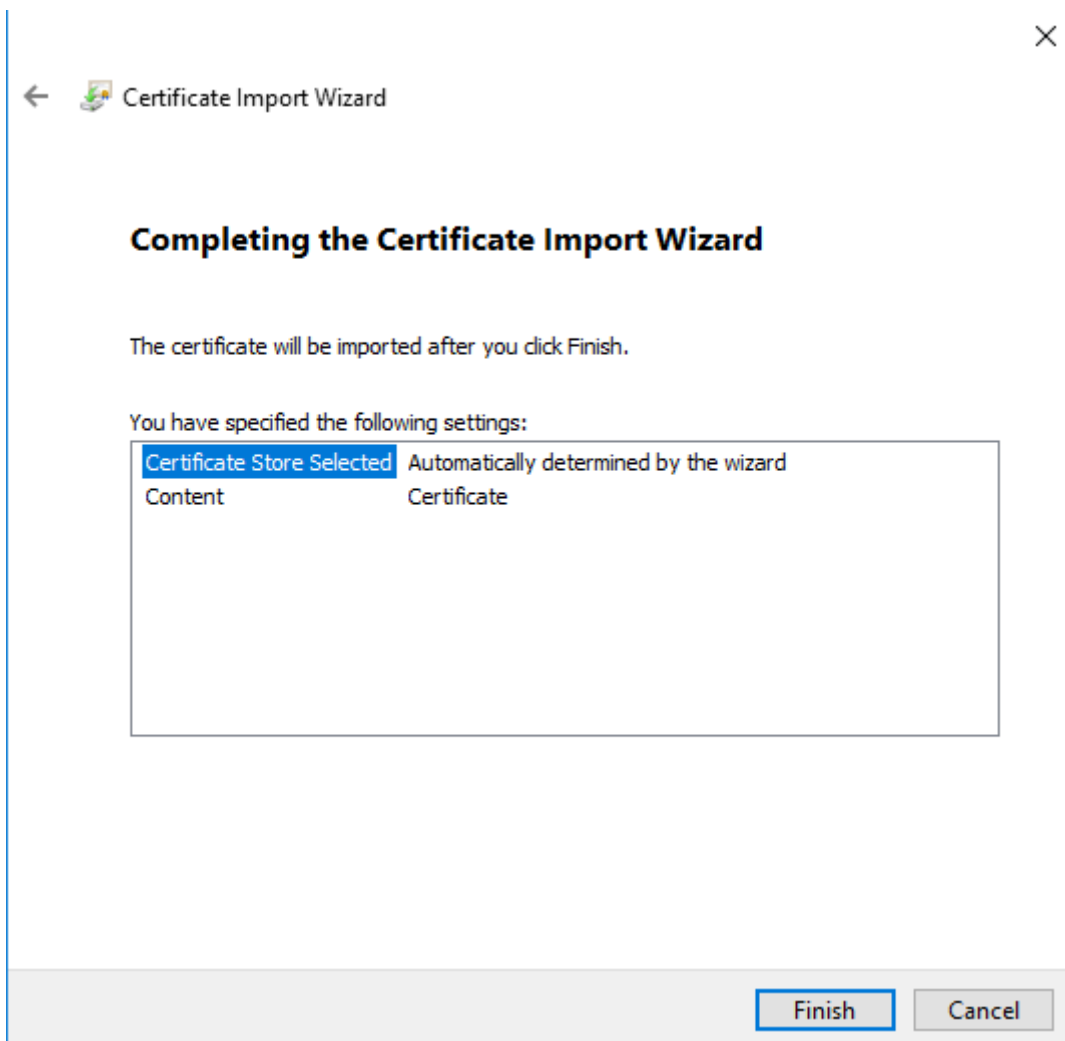 Certificate Import Wizard
Completing the Certificate Import Wizard
The certificate will be imported after you click Finish.
You have specified the following settings:
Certificate Store Selected Automatically determined by the wizard
Content Certificate
Finish Cancel